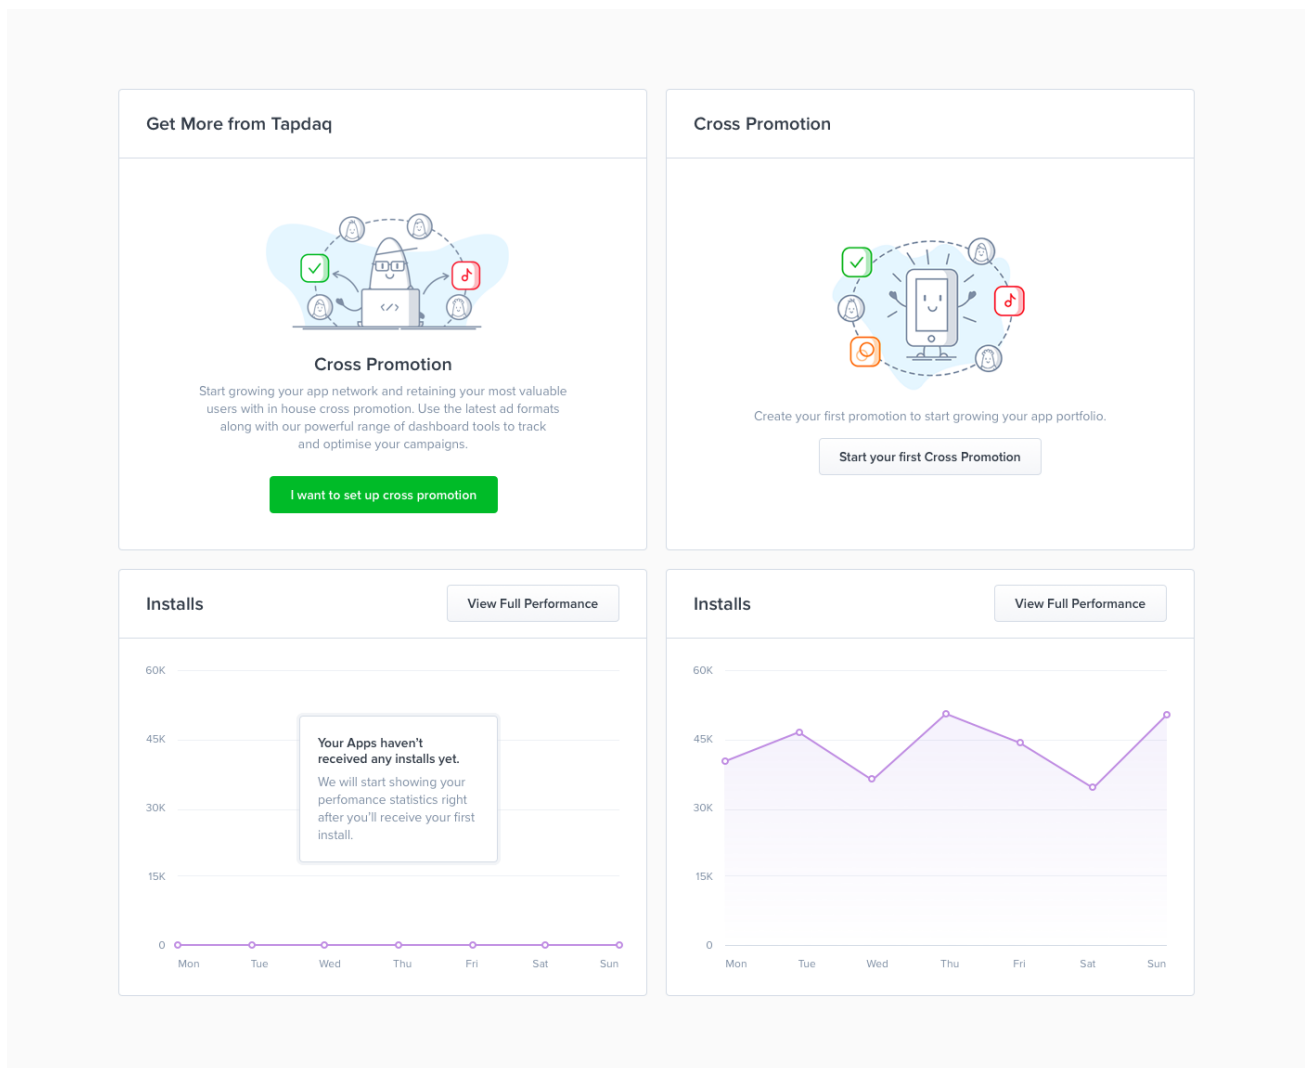 Get More from Tapdaq
Cross Promotion
Start growing your app network and retaining your most valuable
users with in house cross promotion. Use the latest ad formats
along with our powerful range of dashboard tools to track
and optimise your campaigns.
I want to set up cross promotion
Cross Promotion
Create your first promotion to start growing your app portfolio.
Start your first Cross Promotion
Installs
View Full Performance
60K
45K
30K
15K
0
Your Apps haven't
received any installs yet.
We will start showing your
perfomance statistics right
after you'll receive your first
install.
Mon Tue Wed Thu Fri Sat Sun
Installs
View Full Performance
60K
45K
30K
15K
0
Mon Tue Wed Thu Fri Sat Sun